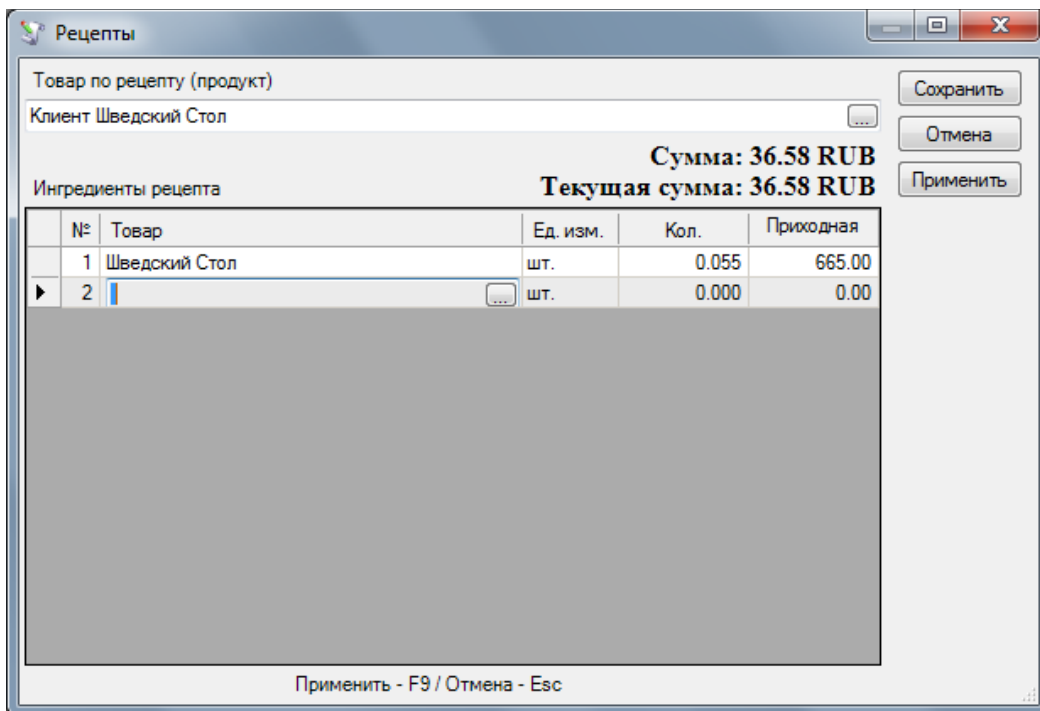 Рецепты
Товар по рецепту (продукт)
Сохранить
Клиент Шведский Стол ...
Отмена
Сумма: 36.58 RUB
Ингредиенты рецепта Текущая сумма: 36.58 RUB
Применить
№ Товар Ед. изм. Кол. Приходная
1 Шведский Стол шт. 0.055 665.00
2 ... шт. 0.000 0.00
Применить - F9 / Отмена - Esc